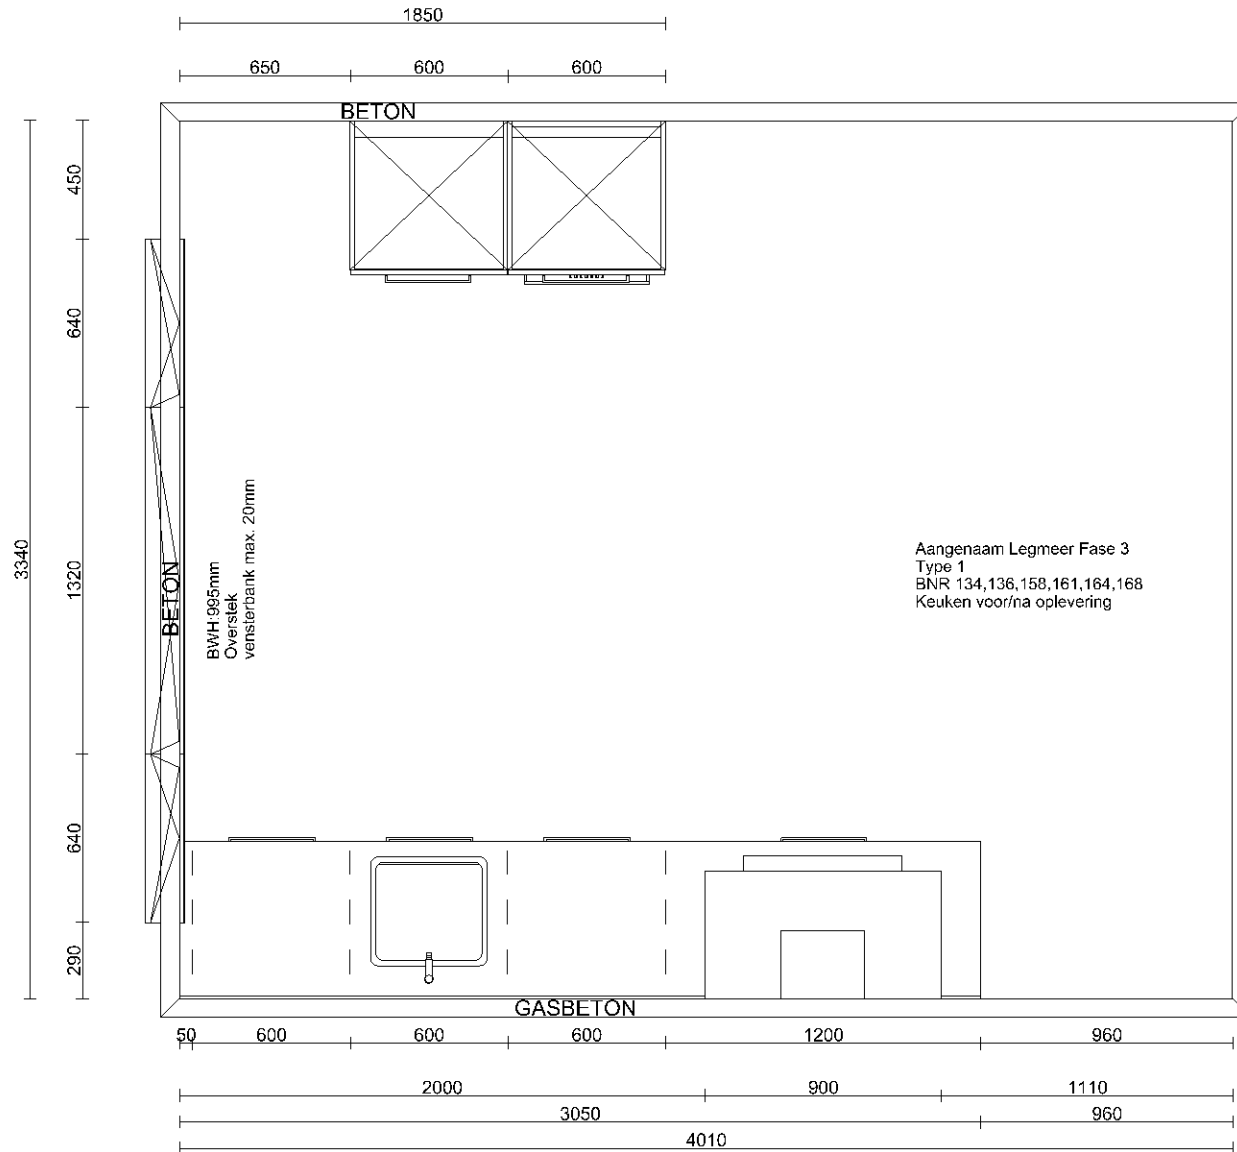 1850
650
600
600
BETON
450
640
1320
640
290
3340
BETON
BWH:995mm
Overstek
vensterbank max. 20mm
Aangenaam Legmeer Fase 3
Type 1
BNR 134,136,158,161,164,168
Keuken voor/na oplevering
GASBETON
50
600
600
600
1200
960
2000
900
1110
3050
960
4010